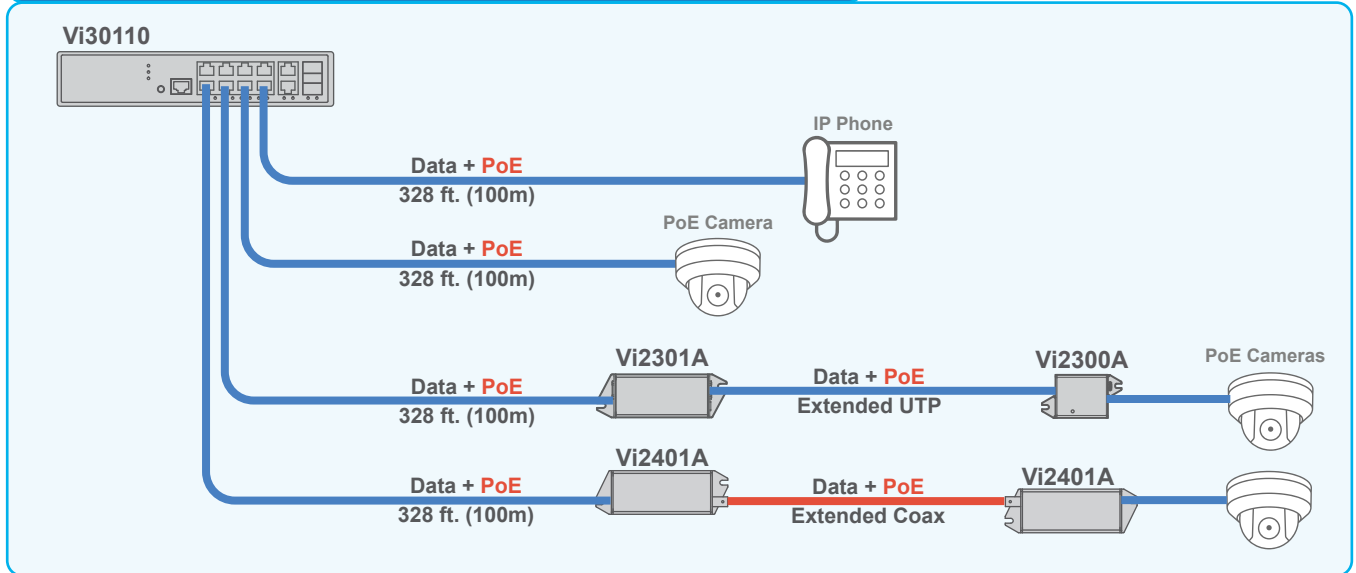 Vi30110
IP Phone
Data + PoE
328 ft. (100m)
PoE Camera
Data + PoE
328 ft. (100m)
Vi2301A
Vi2300A
PoE Cameras
Data + PoE
328 ft. (100m)
Data + PoE
Extended UTP
Vi2401A
Vi2401A
Data + PoE
328 ft. (100m)
Data + PoE
Extended Coax